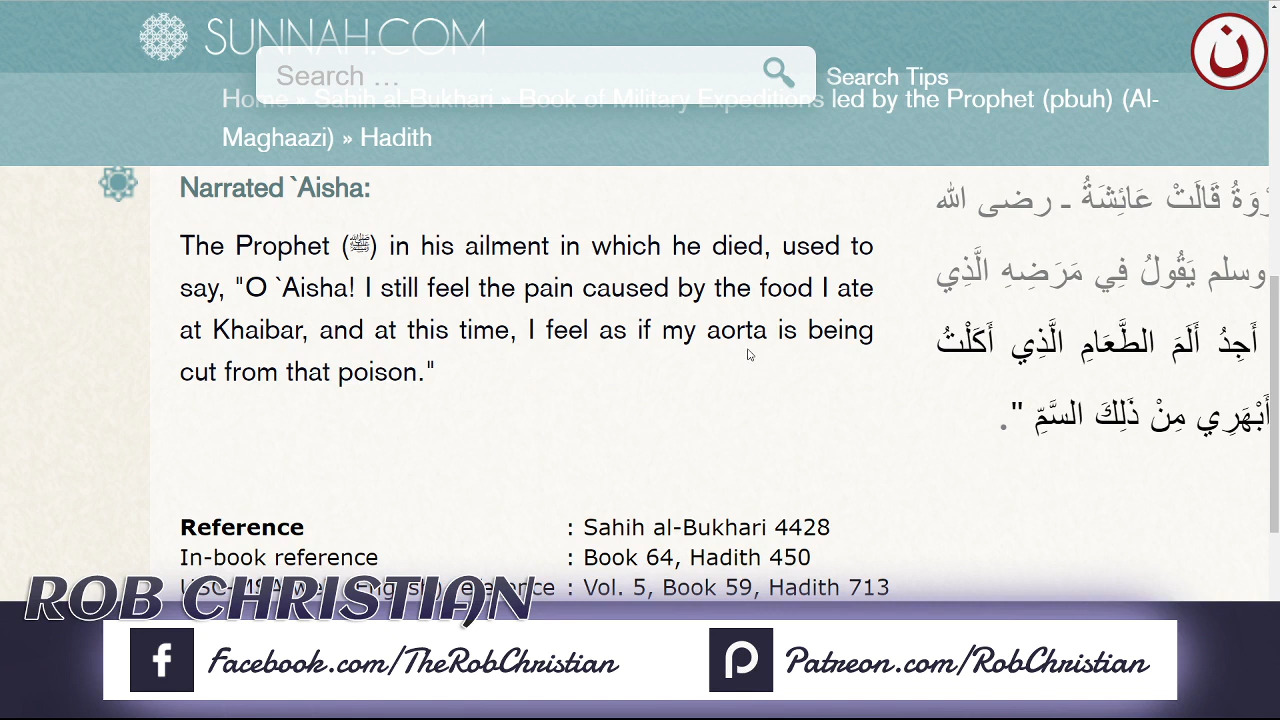 SUNNAH.COM
Search ...
Search Tips
Home » Sahih al-Bukhari » Book of Military Expeditions led by the Prophet (pbuh) (Al-
Maghaazi) » Hadith
ن
Narrated `Aisha:
The Prophet (ﷺ) in his ailment in which he died, used to
say, "O `Aisha! I still feel the pain caused by the food I ate
at Khaibar, and at this time, I feel as if my aorta is being
cut from that poison."
قَالَتْ عَائِشَةُ ـ رضى الله
وسلم يَقُولُ فِي مَرَضِهِ الَّذِي
أَجِدُ أَلَمَ الطَّعَامِ الَّذِي أَكَلْتُ
أَبْهَرِي مِنْ ذَلِكَ السَّمِّ ‏"‏‏.‏
Reference : Sahih al-Bukhari 4428
In-book reference : Book 64, Hadith 450
reference : Vol. 5, Book 59, Hadith 713
ROB CHRISTIAN
f Facebook.com/TheRobChristian
Patreon.com/RobChristian